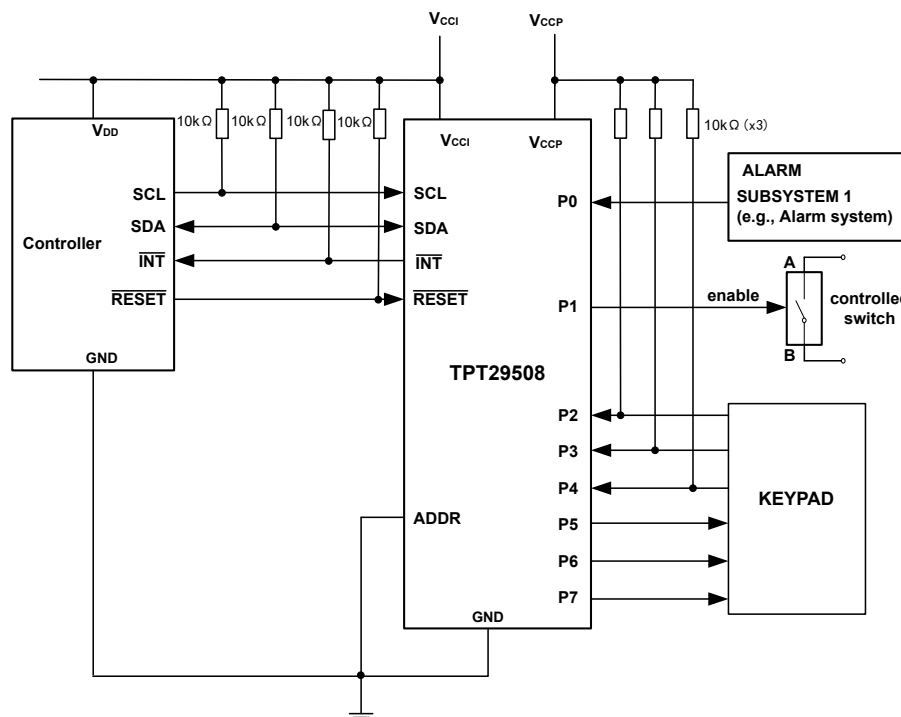 VCCI
VCCP
10kΩ 10kΩ 10kΩ 10kΩ
10kΩ (x3)
VDD
VCCI
VCCP
SCL
SDA
INT
RESET
Controller
GND
SCL
SDA
INT
RESET
TPT29508
ADDR
GND
P0
P1
P2
P3
P4
P5
P6
P7
ALARM
SUBSYSTEM 1
(e.g., Alarm system)
A
enable
B
controlled
switch
KEYPAD